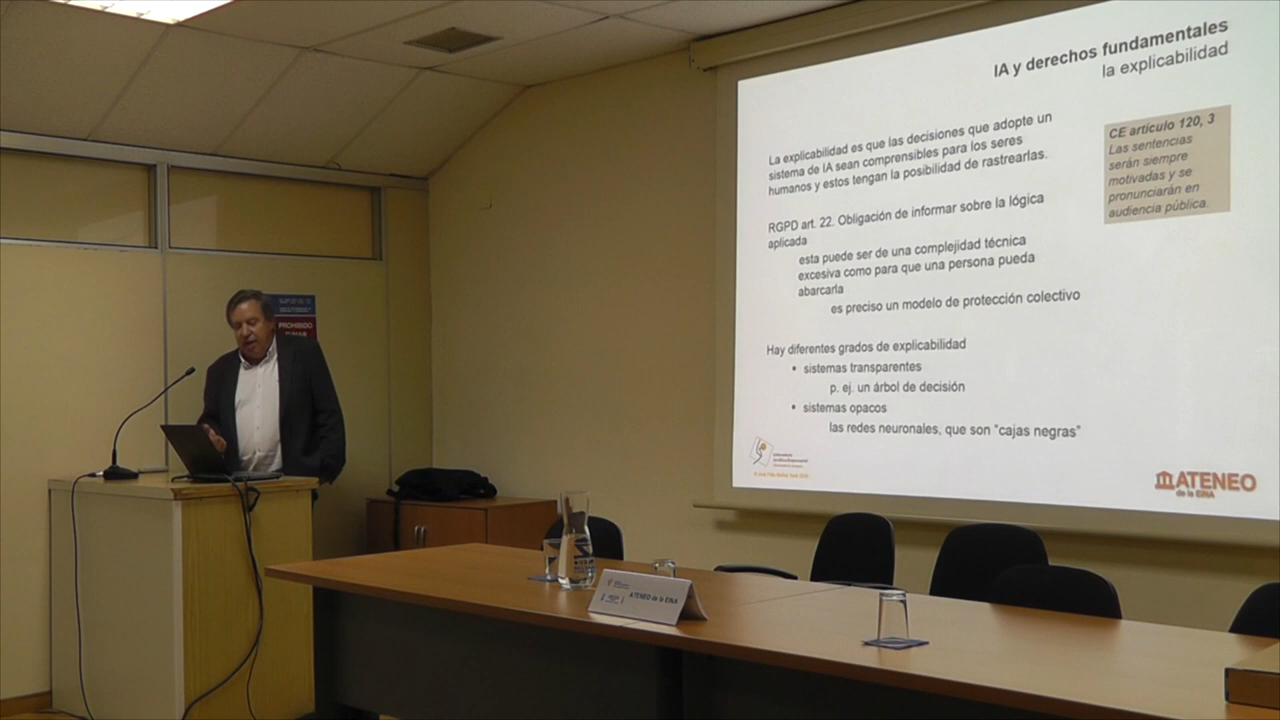 IA y derechos fundamentales
la explicabilidad
La explicabilidad es que las decisiones que adopte un
sistema de IA sean comprensibles para los seres
humanos y estos tengan la posibilidad de rastrearlas.
RGPD art. 22. Obligación de informar sobre la lógica
aplicada
esta puede ser de una complejidad técnica
excesiva como para que una persona pueda
abarcarla
es preciso un modelo de protección colectivo
Hay diferentes grados de explicabilidad
• sistemas transparentes
p. ej. un árbol de decisión
• sistemas opacos
las redes neuronales, que son "cajas negras"
CE artículo 120, 3
Las sentencias
serán siempre
motivadas y se
pronunciarán en
audiencia pública.
ATENEO
de la EINA
PROHIBIDO
FUMAR
ATENEO de la EINA